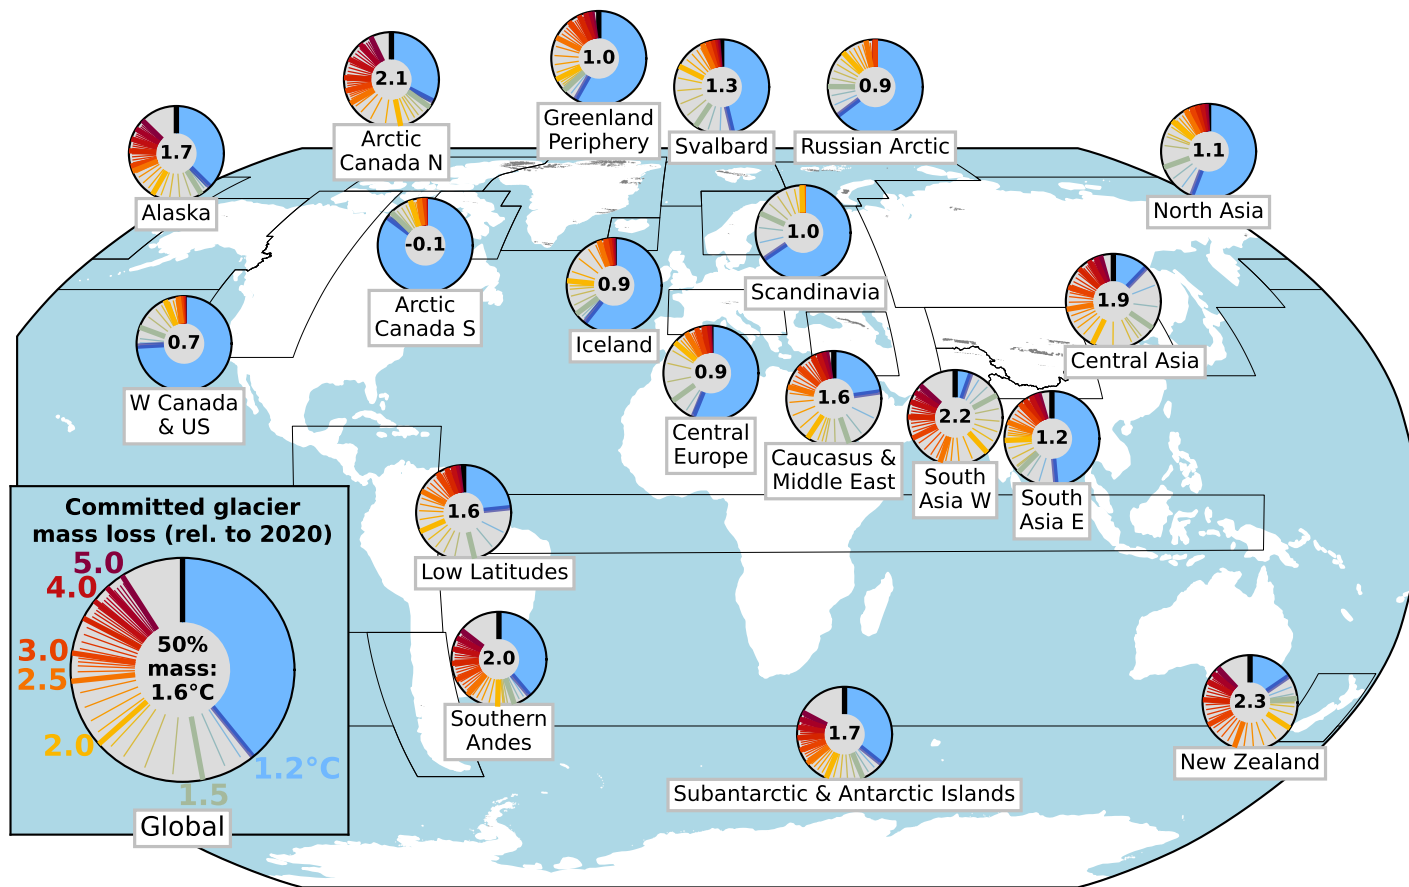 1.0
Greenland
Periphery
2.1
Arctic
Canada N
1.3
Svalbard
0.9
Russian Arctic
1.7
Alaska
1.1
North Asia
-0.1
Arctic
Canada S
1.0
Scandinavia
0.9
Iceland
1.9
Central Asia
0.7
W Canada
& US
0.9
Central
Europe
1.6
Caucasus &
Middle East
2.2
South
Asia W
1.2
South
Asia E
1.6
Low Latitudes
2.0
Southern
Andes
1.7
Subantarctic & Antarctic Islands
2.3
New Zealand
Committed glacier
mass loss (rel. to 2020)
5.0
4.0
3.0
2.5
2.0
1.5
1.2°C
50%
mass:
1.6°C
Global